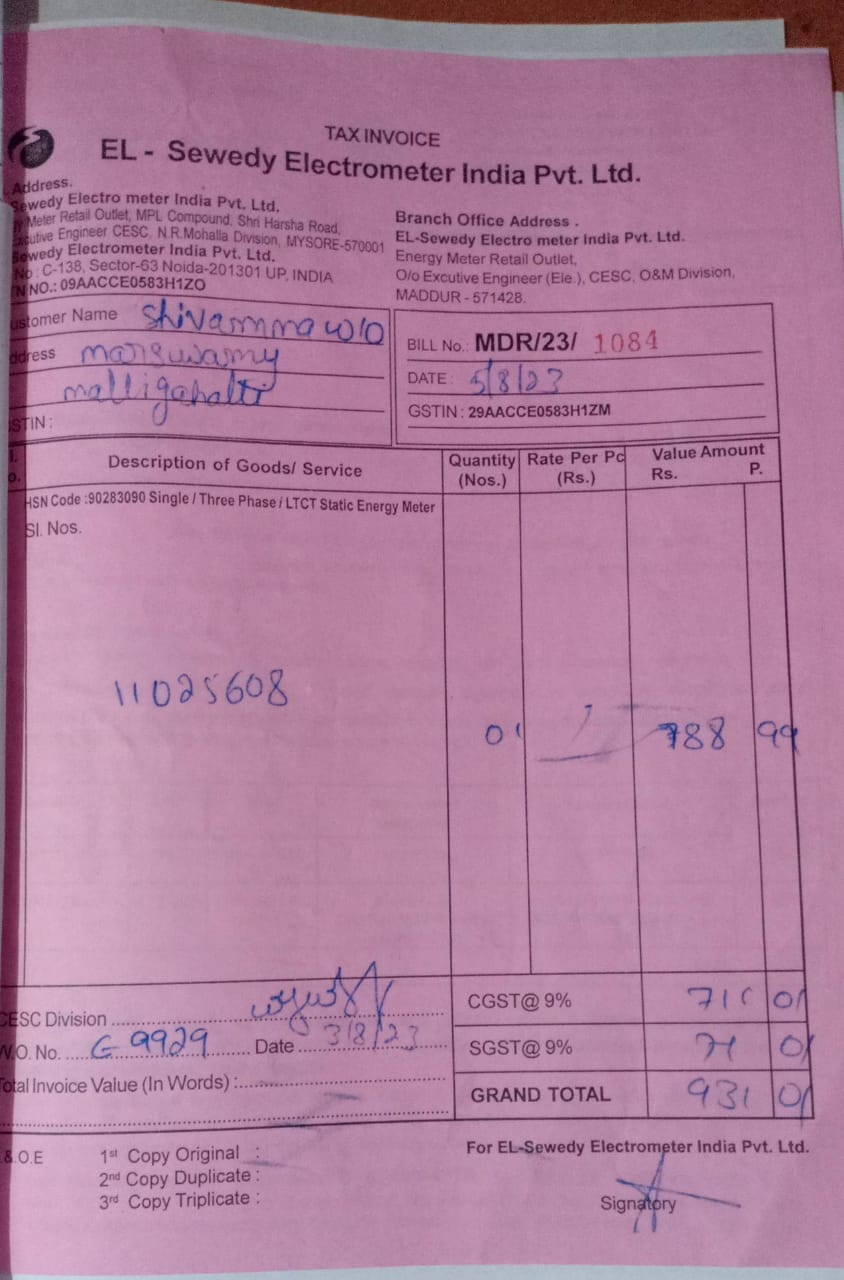 TAX INVOICE
EL - Sewedy Electrometer India Pvt. Ltd.
Address.
Sewedy Electro meter India Pvt. Ltd.
Meter Retail Outlet, MPL Compound, Shri Harsha Road,
Excutive Engineer CESC, N.R.Mohalla Division, MYSORE-570001
Sewedy Electrometer India Pvt. Ltd.
No : C-138, Sector-63 Noida-201301 UP, INDIA
NO.: 09AACCE0583H1ZO
Branch Office Address .
EL-Sewedy Electro meter India Pvt. Ltd.
Energy Meter Retail Outlet,
O/o Excutive Engineer (Ele.), CESC, O&M Division,
MADDUR - 571428.
ustomer Name Shivamma W/O
ddress mariswamy
malligahalli
STIN :
BILL No.: MDR/23/ 1084
DATE : 5/8/23
GSTIN : 29AACCE0583H1ZM
Description of Goods/ Service Quantity (Nos.) Rate Per Pc (Rs.) Value Amount Rs. P.
HSN Code :90283090 Single / Three Phase / LTCT Static Energy Meter
Sl. Nos.
11025608 01 788 99
CESC Division
W.O. No. 9929 Date 3/8/23
Total Invoice Value (In Words) :
CGST@ 9% 71 01
SGST@ 9% 71 01
GRAND TOTAL 931 01
& O.E
1st Copy Original :
2nd Copy Duplicate :
3rd Copy Triplicate :
For EL-Sewedy Electrometer India Pvt. Ltd.
Signatory